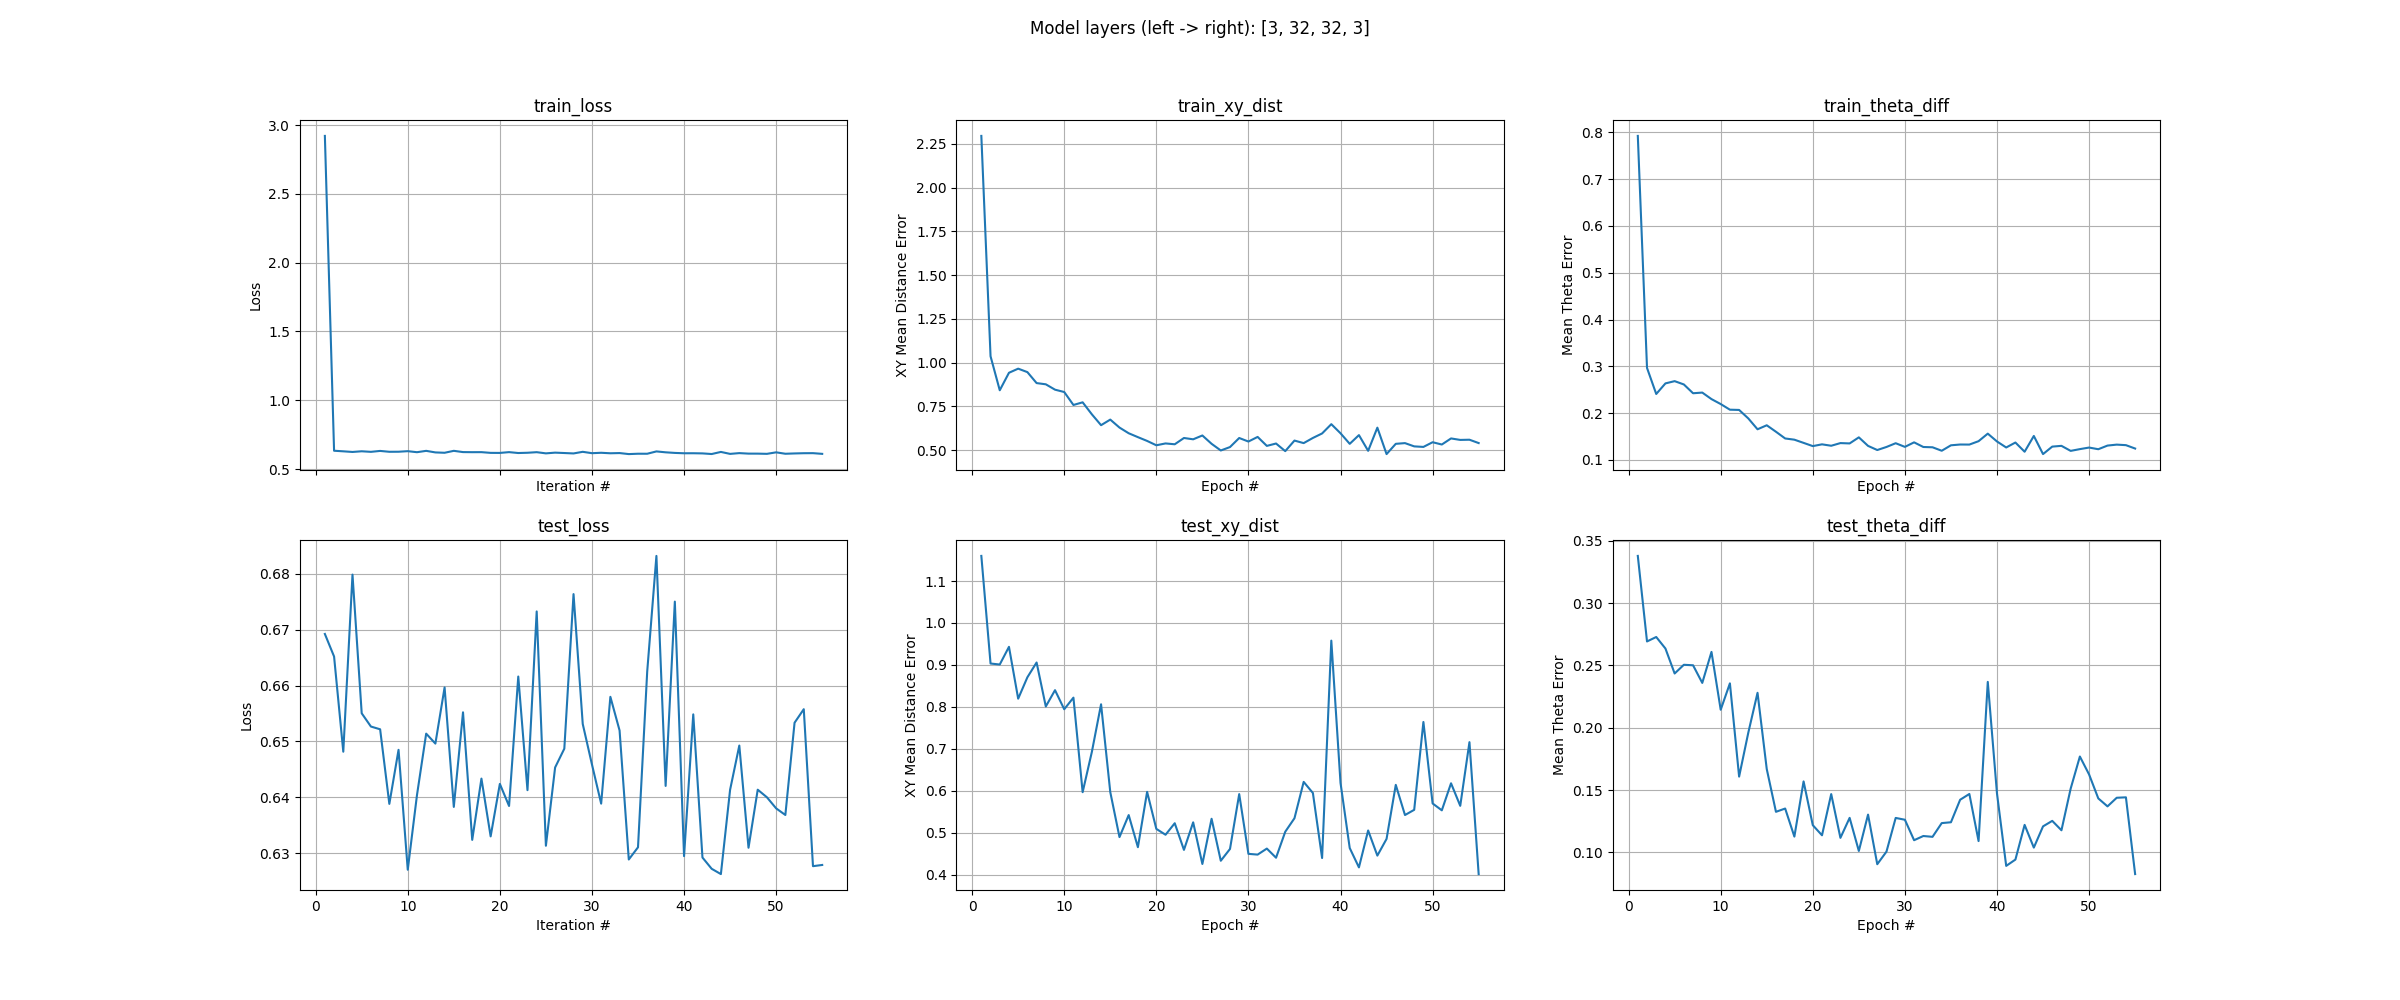 Model layers (left -> right): [3, 32, 32, 3]
train_loss
3.0
2.5
2.0
1.5
1.0
0.5
Loss
Iteration #
train_xy_dist
2.25
2.00
1.75
1.50
1.25
1.00
0.75
0.50
XY Mean Distance Error
Epoch #
train_theta_diff
0.8
0.7
0.6
0.5
0.4
0.3
0.2
0.1
Mean Theta Error
Epoch #
test_loss
0.68
0.67
0.66
0.65
0.64
0.63
Loss
0 10 20 30 40 50
Iteration #
test_xy_dist
1.1
1.0
0.9
0.8
0.7
0.6
0.5
0.4
XY Mean Distance Error
0 10 20 30 40 50
Epoch #
test_theta_diff
0.35
0.30
0.25
0.20
0.15
0.10
Mean Theta Error
0 10 20 30 40 50
Epoch #